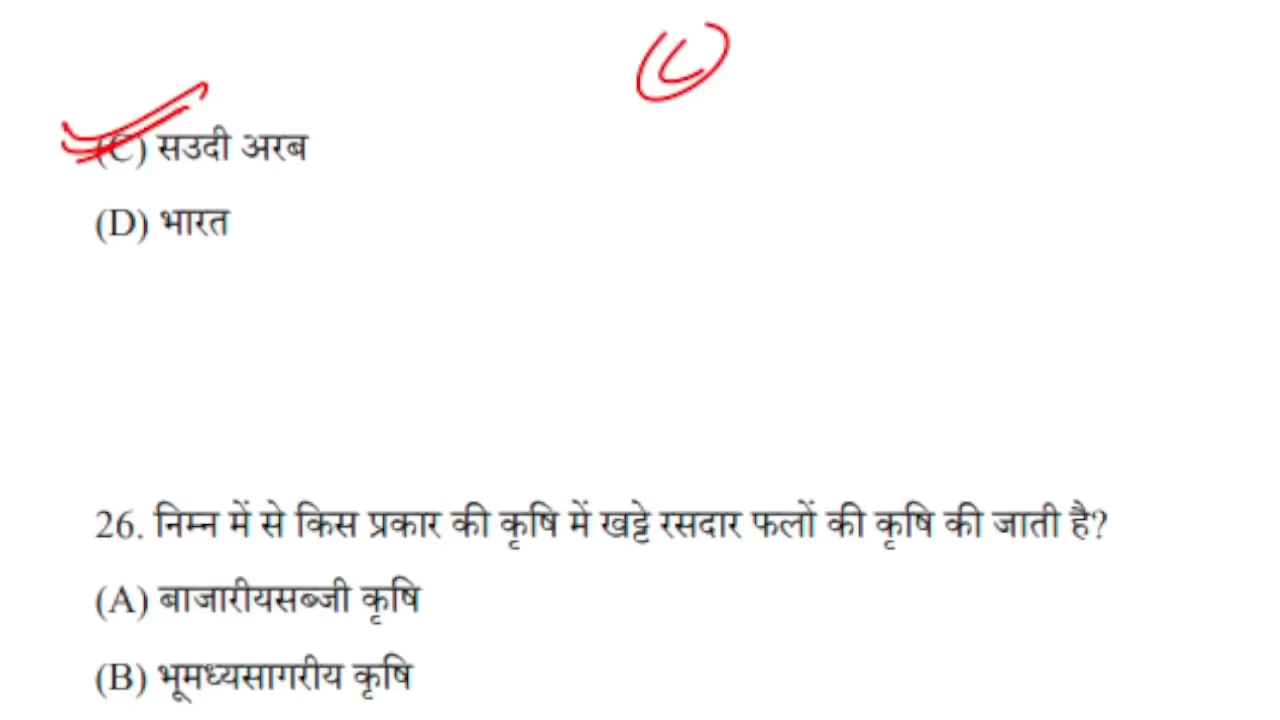 (C)
(C) सउदी अरब
(D) भारत
26. निम्न में से किस प्रकार की कृषि में खट्टे रसदार फलों की कृषि की जाती है?
(A) बाजारीयसब्जी कृषि
(B) भूमध्यसागरीय कृषि